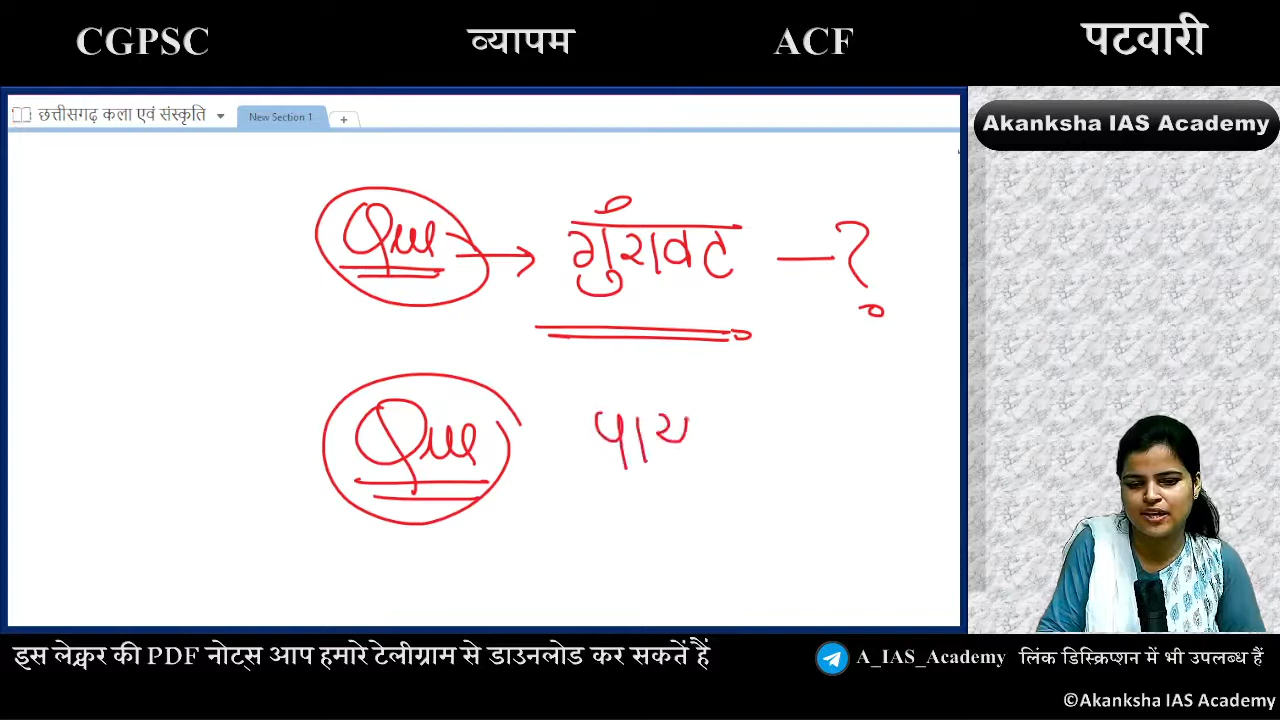 CGPSC व्यापम ACF पटवारी
छत्तीसगढ़ कला एवं संस्कृति New Section 1 +
Akanksha IAS Academy
Que → गुँरावट — ?
Que पाय
इस लेक्चर की PDF नोट्स आप हमारे टेलीग्राम से डाउनलोड कर सकतें हैं A_IAS_Academy लिंक डिस्क्रिप्शन में भी उपलब्ध हैं
©Akanksha IAS Academy